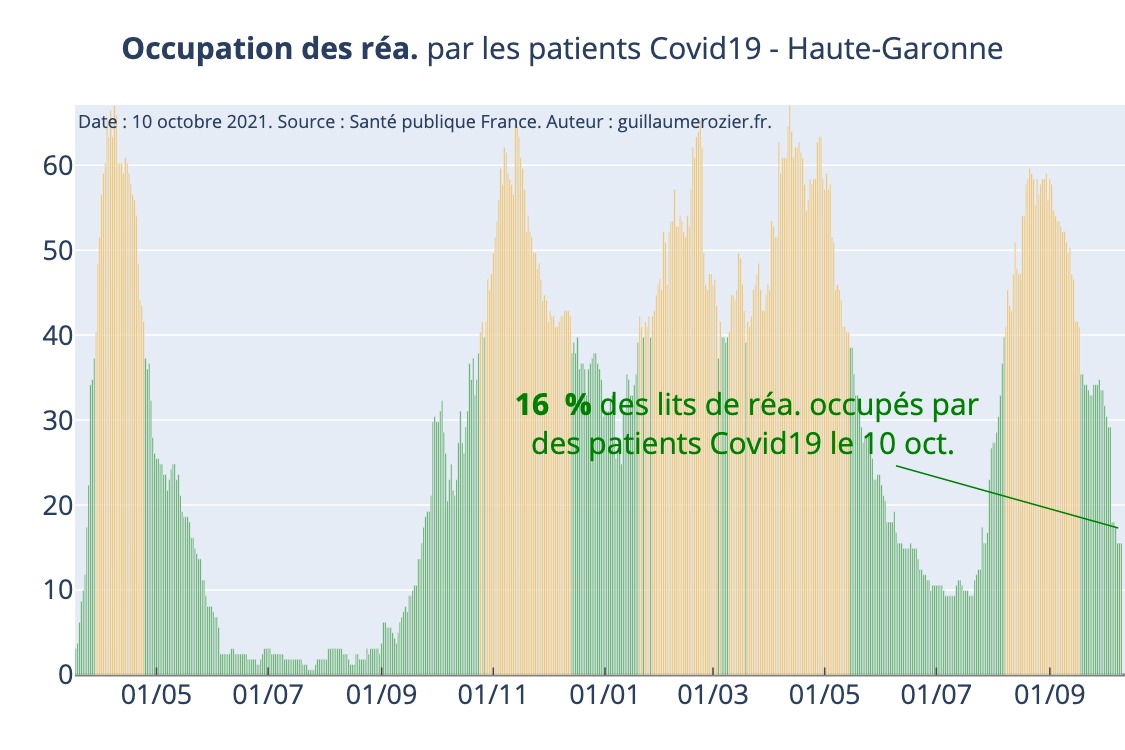 Occupation des réa. par les patients Covid19 - Haute-Garonne
Date : 10 octobre 2021. Source : Santé publique France. Auteur : guillaumerozier.fr.
60
50
40
30
20
10
0
16 % des lits de réa. occupés par
des patients Covid19 le 10 oct.
01/05 01/07 01/09 01/11 01/01 01/03 01/05 01/07 01/09